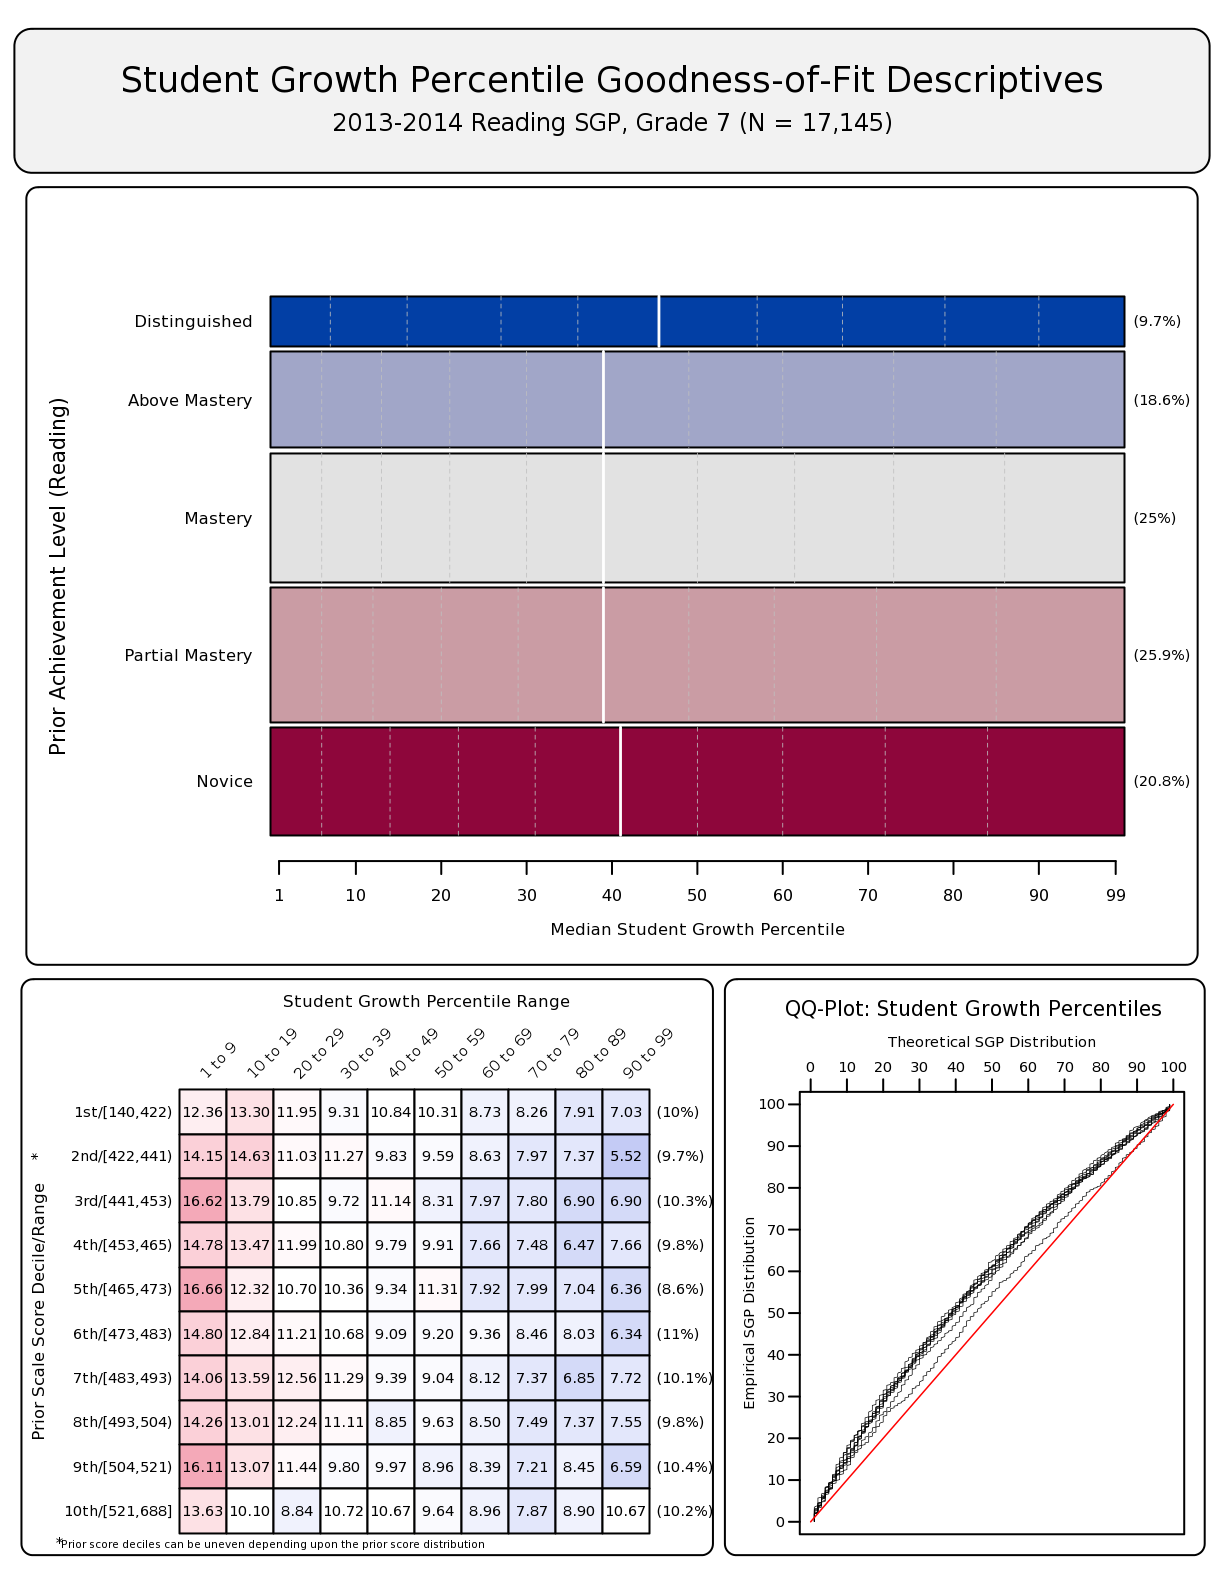 Student Growth Percentile Goodness-of-Fit Descriptives
2013-2014 Reading SGP, Grade 7 (N = 17,145)
Prior Achievement Level (Reading)
Distinguished (9.7%)
Above Mastery (18.6%)
Mastery (25%)
Partial Mastery (25.9%)
Novice (20.8%)
1 10 20 30 40 50 60 70 80 90 99
Median Student Growth Percentile
Student Growth Percentile Range
1 to 9 10 to 19 20 to 29 30 to 39 40 to 49 50 to 59 60 to 69 70 to 79 80 to 89 90 to 99
Prior Scale Score Decile/Range *
1st/[140,422] 12.36 13.30 11.95 9.31 10.84 10.31 8.73 8.26 7.91 7.03 (10%)
2nd/[422,441] 14.15 14.63 11.03 11.27 9.83 9.59 8.63 7.97 7.37 5.52 (9.7%)
3rd/[441,453] 16.62 13.79 10.85 9.72 11.14 8.31 7.97 7.80 6.90 6.90 (10.3%)
4th/[453,465] 14.78 13.47 11.99 10.80 9.79 9.91 7.66 7.48 6.47 7.66 (9.8%)
5th/[465,473] 16.66 12.32 10.70 10.36 9.34 11.31 7.92 7.99 7.04 6.36 (8.6%)
6th/[473,483] 14.80 12.84 11.21 10.68 9.09 9.20 9.36 8.46 8.03 6.34 (11%)
7th/[483,493] 14.06 13.59 12.56 11.29 9.39 9.04 8.12 7.37 6.85 7.72 (10.1%)
8th/[493,504] 14.26 13.01 12.24 11.11 8.85 9.63 8.50 7.49 7.37 7.55 (9.8%)
9th/[504,521] 16.11 13.07 11.44 9.80 9.97 8.96 8.39 7.21 8.45 6.59 (10.4%)
10th/[521,688] 13.63 10.10 8.84 10.72 10.67 9.64 8.96 7.87 8.90 10.67 (10.2%)
*Prior score deciles can be uneven depending upon the prior score distribution
QQ-Plot: Student Growth Percentiles
Theoretical SGP Distribution
0 10 20 30 40 50 60 70 80 90 100
Empirical SGP Distribution
100
90
80
70
60
50
40
30
20
10
0